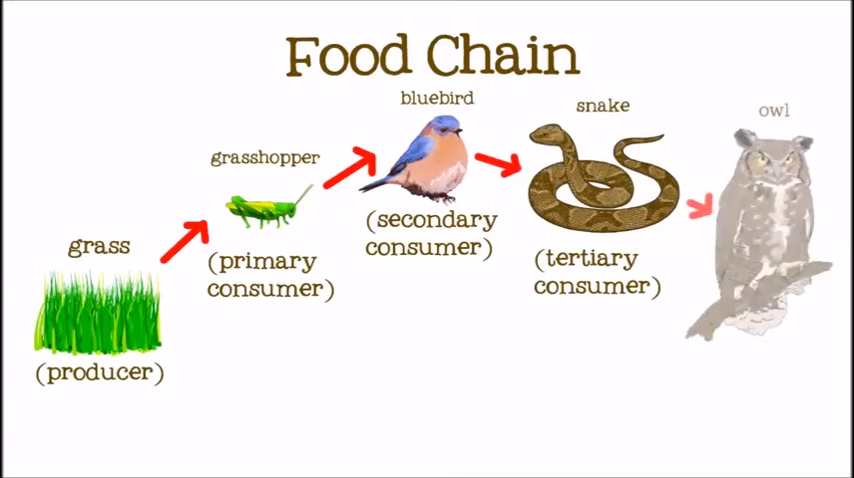 Food Chain
grass
(producer)
grasshopper
(primary
consumer)
bluebird
(secondary
consumer)
snake
(tertiary
consumer)
owl